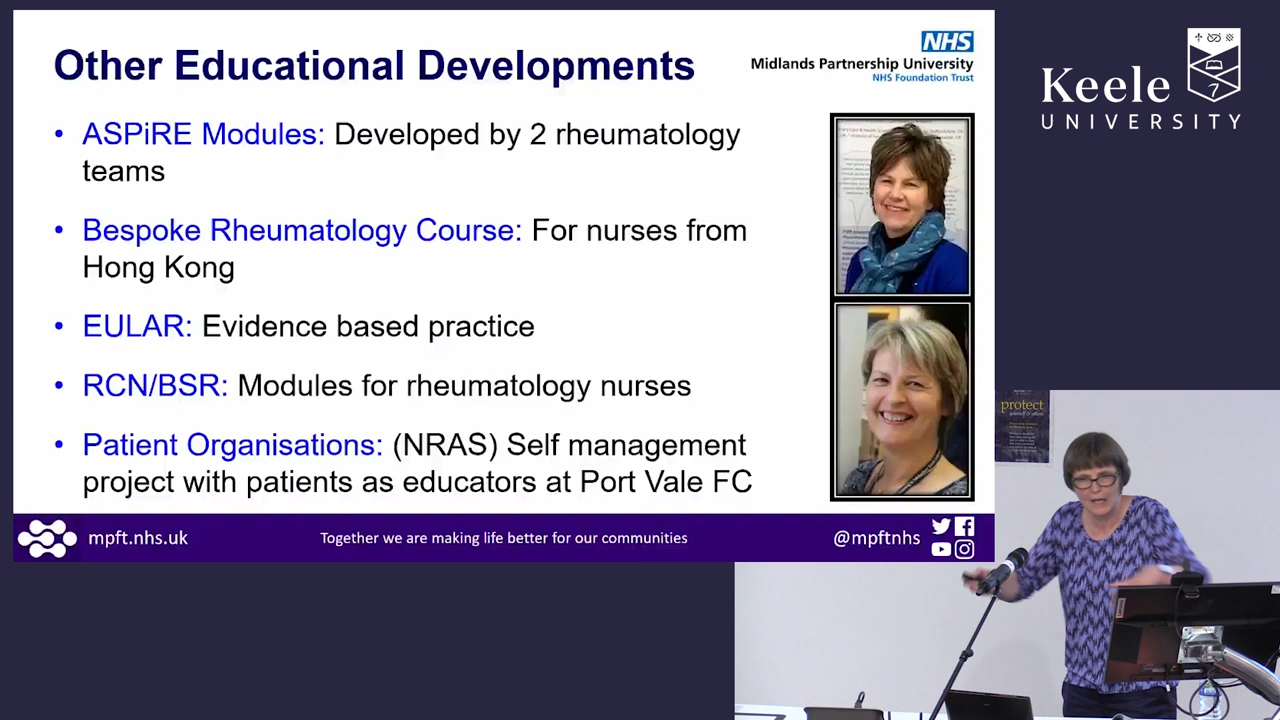 Other Educational Developments
NHS
Midlands Partnership University
NHS Foundation Trust
• ASPiRE Modules: Developed by 2 rheumatology
teams
• Bespoke Rheumatology Course: For nurses from
Hong Kong
• EULAR: Evidence based practice
• RCN/BSR: Modules for rheumatology nurses
• Patient Organisations: (NRAS) Self management
project with patients as educators at Port Vale FC
mpft.nhs.uk
Together we are making life better for our communities
@mpftnhs
Keele
UNIVERSITY
protect
Lenovo